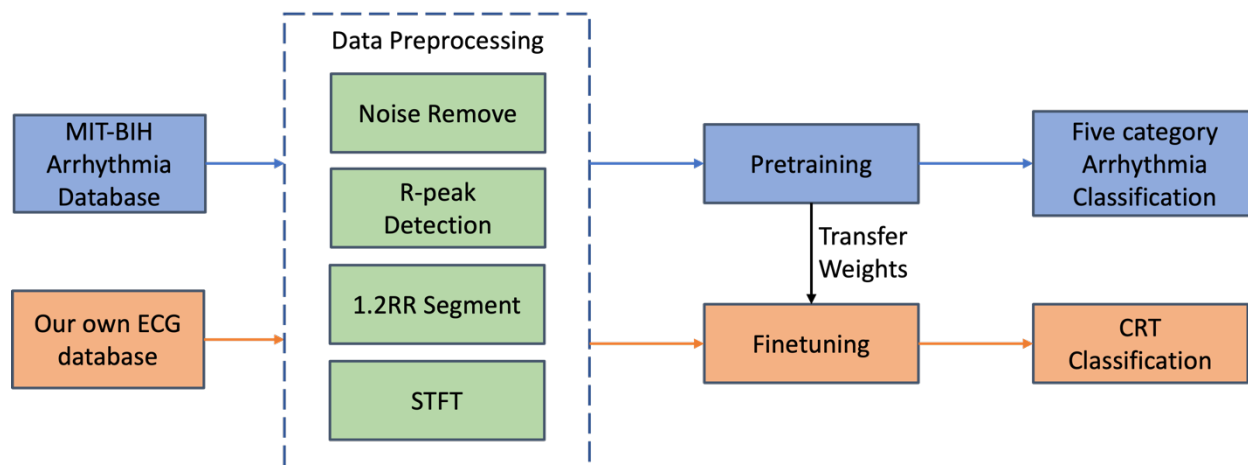 Data Preprocessing
Noise Remove
R-peak
Detection
1.2RR Segment
STFT
MIT-BIH
Arrhythmia
Database
Our own ECG
database
Pretraining
Transfer
Weights
Finetuning
Five category
Arrhythmia
Classification
CRT
Classification